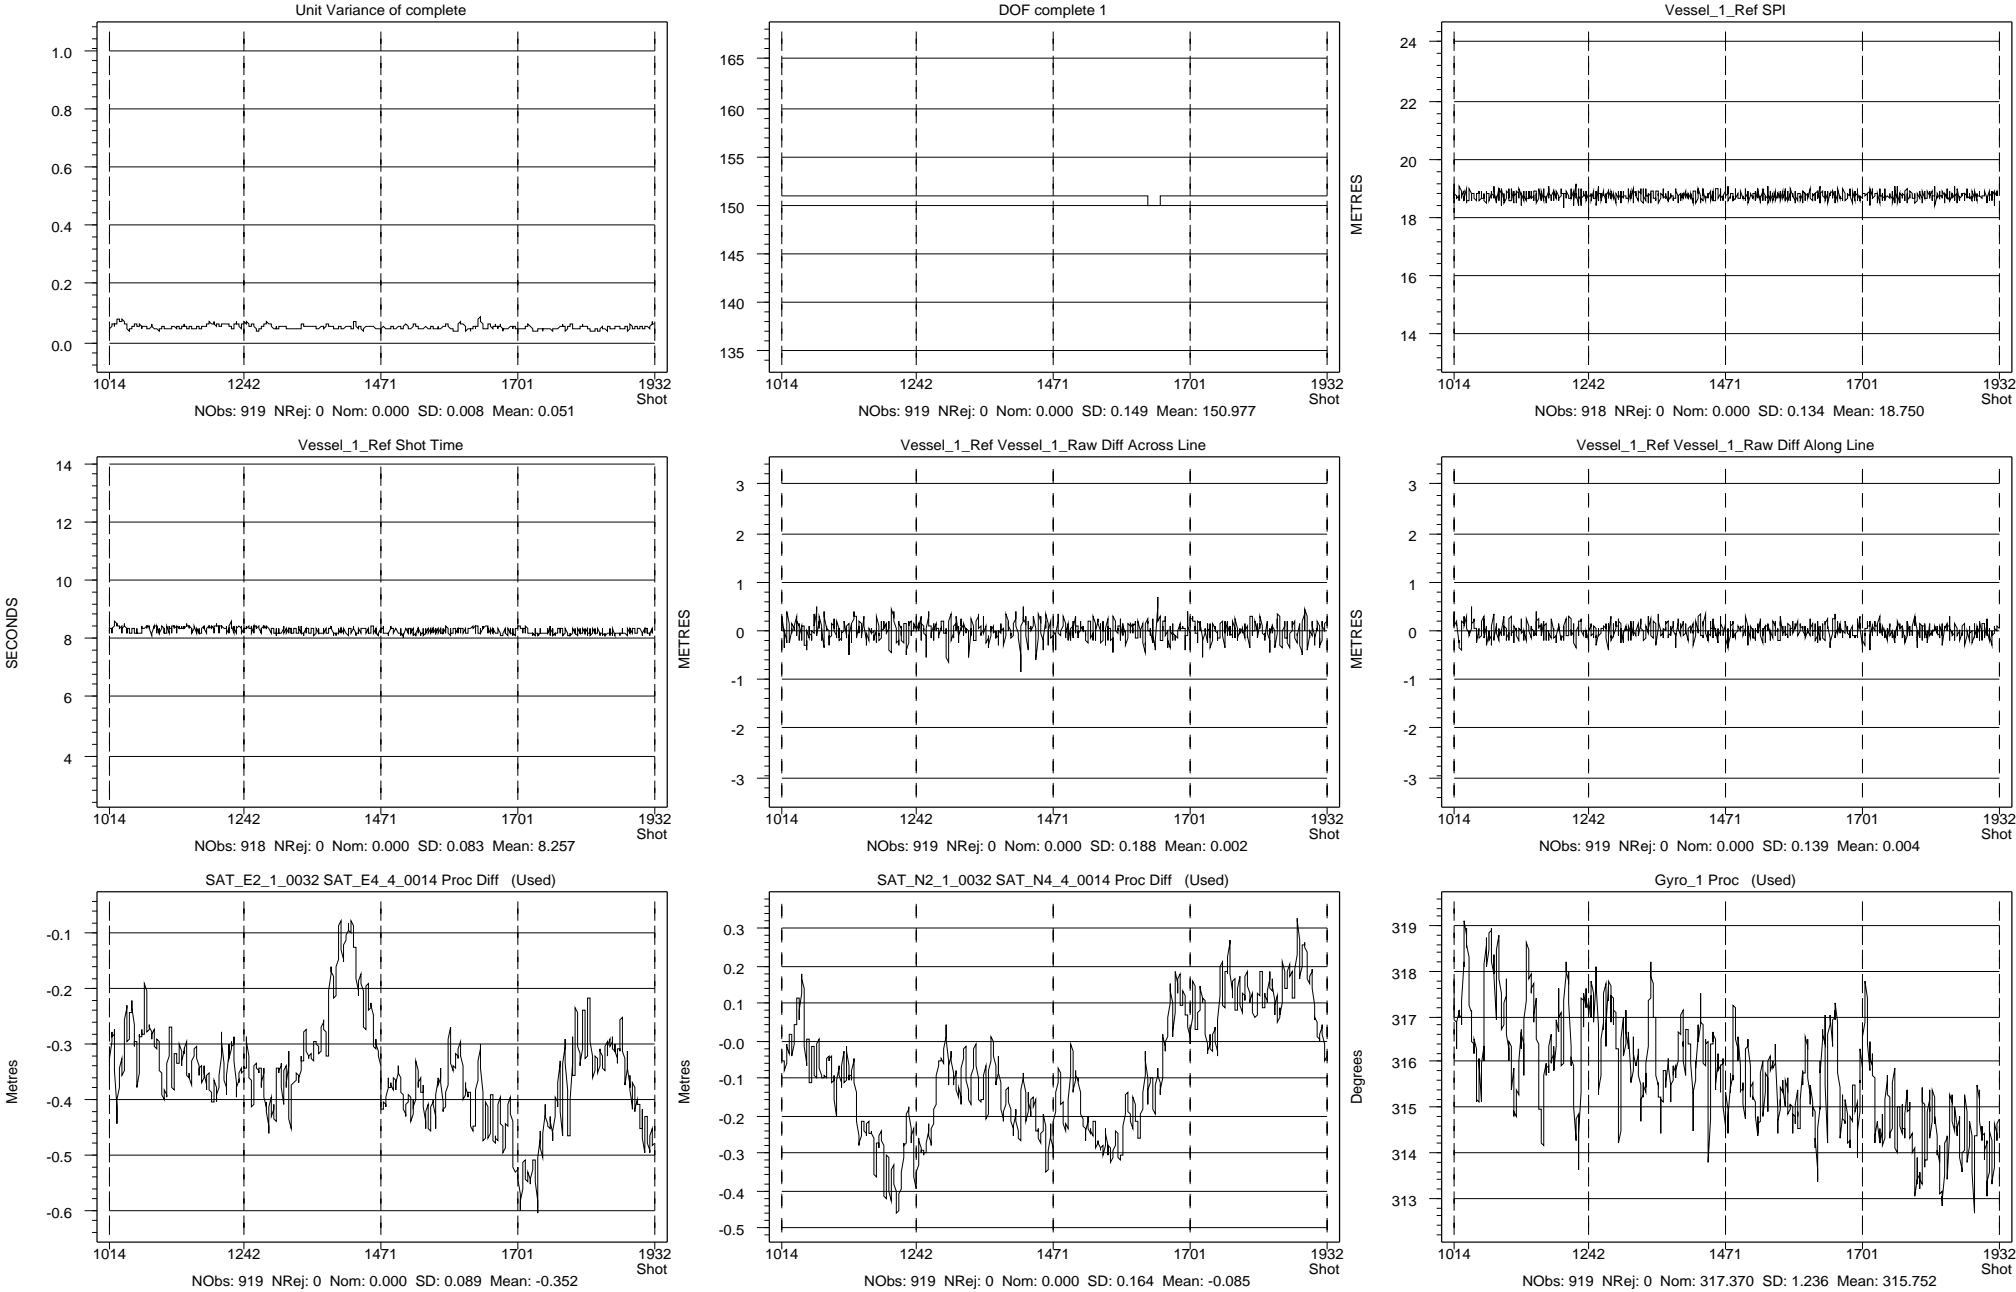 Unit Variance of complete
1.0
0.8
0.6
0.4
0.2
0.0
1014 1242 1471 1701 1932
Shot
NObs: 919 NRej: 0 Nom: 0.000 SD: 0.008 Mean: 0.051
DOF complete 1
165
160
155
150
145
140
135
1014 1242 1471 1701 1932
Shot
NObs: 919 NRej: 0 Nom: 0.000 SD: 0.149 Mean: 150.977
Vessel_1_Ref SPI
METRES
24
22
20
18
16
14
1014 1242 1471 1701 1932
Shot
NObs: 918 NRej: 0 Nom: 0.000 SD: 0.134 Mean: 18.750
Vessel_1_Ref Shot Time
SECONDS
14
12
10
8
6
4
1014 1242 1471 1701 1932
Shot
NObs: 918 NRej: 0 Nom: 0.000 SD: 0.083 Mean: 8.257
Vessel_1_Ref Vessel_1_Raw Diff Across Line
METRES
3
2
1
0
-1
-2
-3
1014 1242 1471 1701 1932
Shot
NObs: 919 NRej: 0 Nom: 0.000 SD: 0.188 Mean: 0.002
Vessel_1_Ref Vessel_1_Raw Diff Along Line
METRES
3
2
1
0
-1
-2
-3
1014 1242 1471 1701 1932
Shot
NObs: 919 NRej: 0 Nom: 0.000 SD: 0.139 Mean: 0.004
SAT_E2_1_0032 SAT_E4_4_0014 Proc Diff (Used)
Metres
-0.1
-0.2
-0.3
-0.4
-0.5
-0.6
1014 1242 1471 1701 1932
Shot
NObs: 919 NRej: 0 Nom: 0.000 SD: 0.089 Mean: -0.352
SAT_N2_1_0032 SAT_N4_4_0014 Proc Diff (Used)
Metres
0.3
0.2
0.1
-0.0
-0.1
-0.2
-0.3
-0.4
-0.5
1014 1242 1471 1701 1932
Shot
NObs: 919 NRej: 0 Nom: 0.000 SD: 0.164 Mean: -0.085
Gyro_1 Proc (Used)
Degrees
319
318
317
316
315
314
313
1014 1242 1471 1701 1932
Shot
NObs: 919 NRej: 0 Nom: 317.370 SD: 1.236 Mean: 315.752